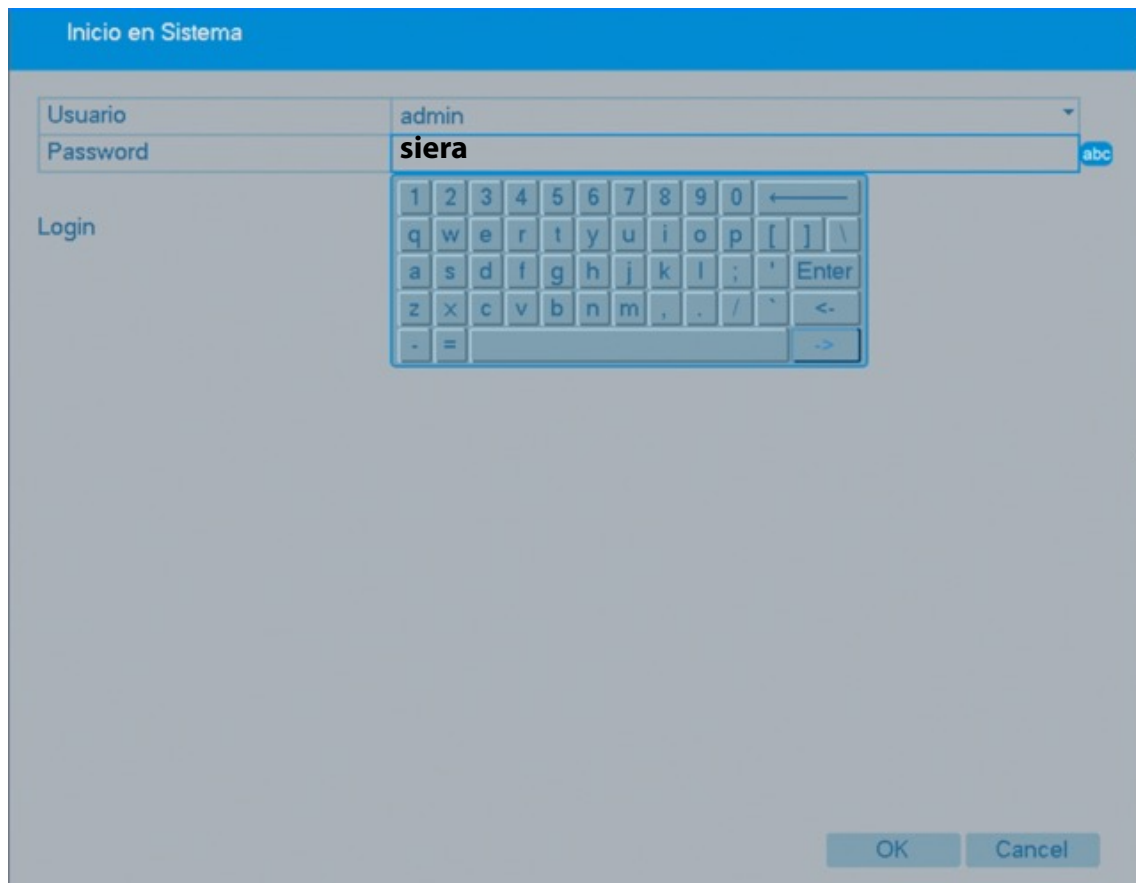 Inicio en Sistema
Usuario admin
Password siera abc
1 2 3 4 5 6 7 8 9 0 ←
Login
q w e r t y u i o p [ ] \
a s d f g h j k l ; ' Enter
z x c v b n m , . / ` <-
- = ->
OK Cancel